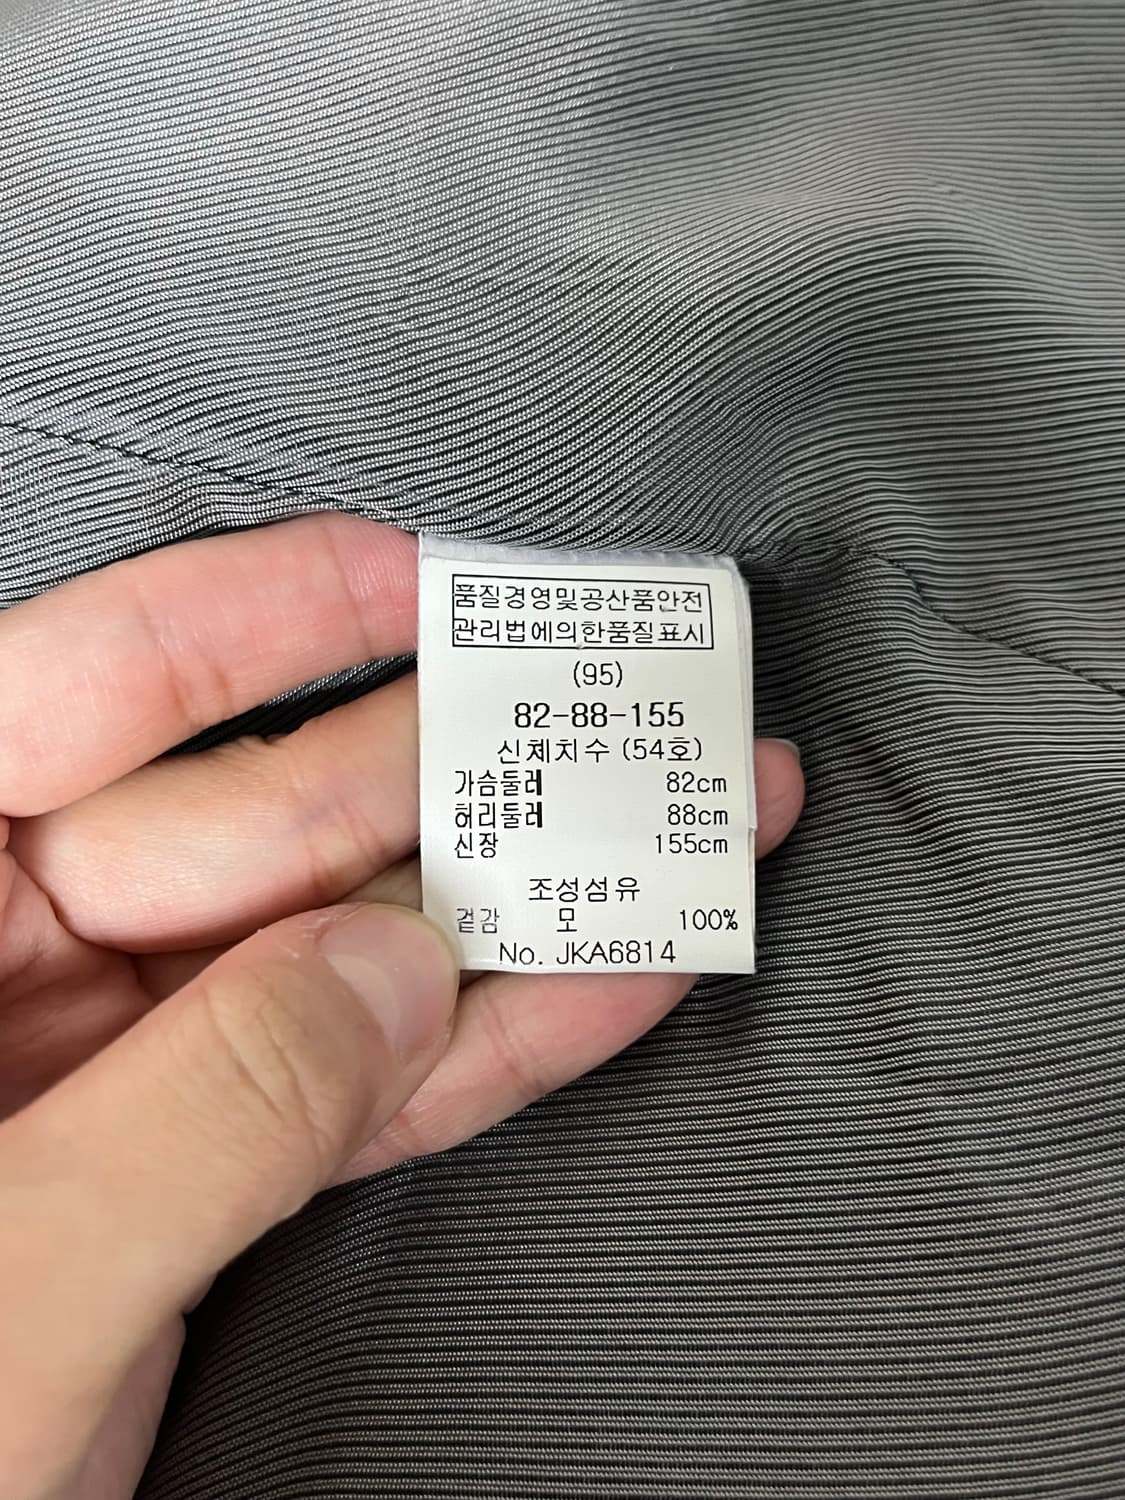 품질경영및공산품안전
관리법에의한품질표시
(95)
82-88-155
신체치수 (54호)
가슴둘레 82cm
허리둘레 88cm
신장 155cm
조성섬유
겉감 모 100%
No. JKA6814